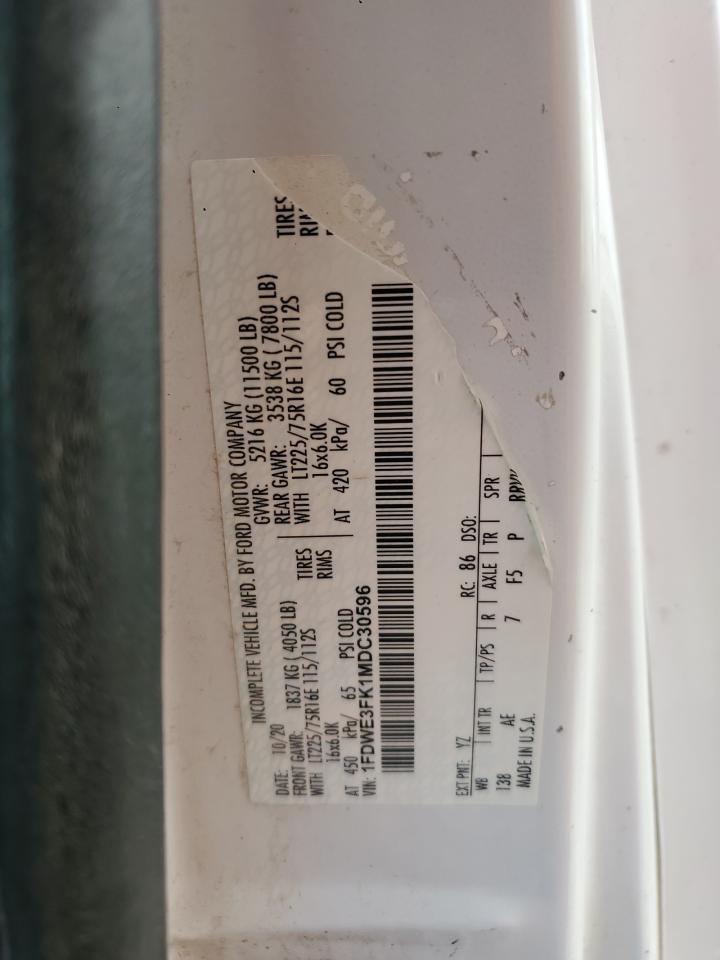 INCOMPLETE VEHICLE MFD. BY FORD MOTOR COMPANY
DATE: 10/20 GVWR: 5216 KG (11500 LB)
FRONT GAWR: 1837 KG ( 4050 LB) REAR GAWR: 3538 KG ( 7800 LB)
WITH LT225/75R16E 115/112S TIRES WITH LT225/75R16E 115/112S TIRES
16x6.0K RIMS 16x6.0K
AT 450 kPa/ 65 PSI COLD AT 420 kPa/ 60 PSI COLD
VIN: 1FDWE3FK1MDC30596
EXT PNT: YZ RC: 86 DSO:
WB INT TR TP/PS R AXLE TR SPR
138 AE 7 F5 P
MADE IN U.S.A.